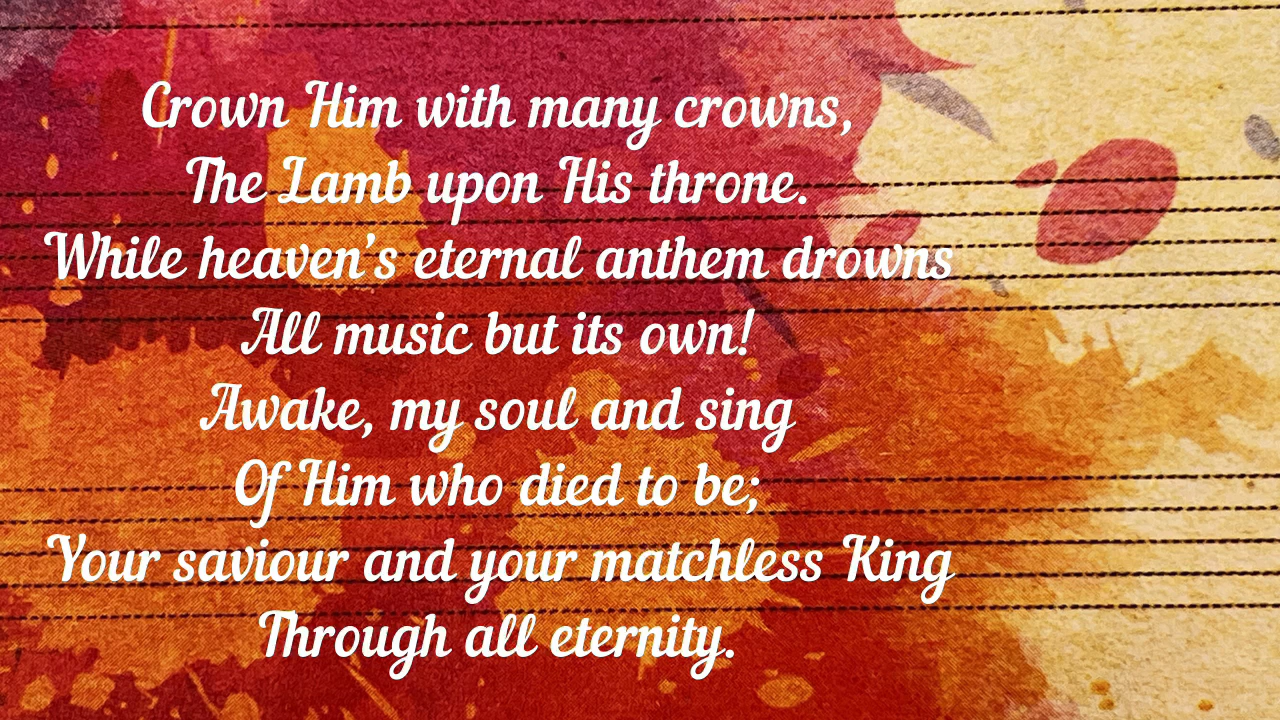 Crown Him with many crowns,
The Lamb upon His throne.
While heaven’s eternal anthem drowns
All music but its own!
Awake, my soul and sing
Of Him who died to be;
Your saviour and your matchless King
Through all eternity.